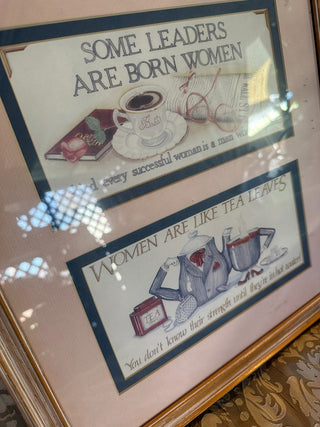 SOME LEADERS
ARE BORN WOMEN
every successful woman is a man
WOMEN ARE LIKE TEA LEAVES
TEA
You don't know their strength until they're in hot water!